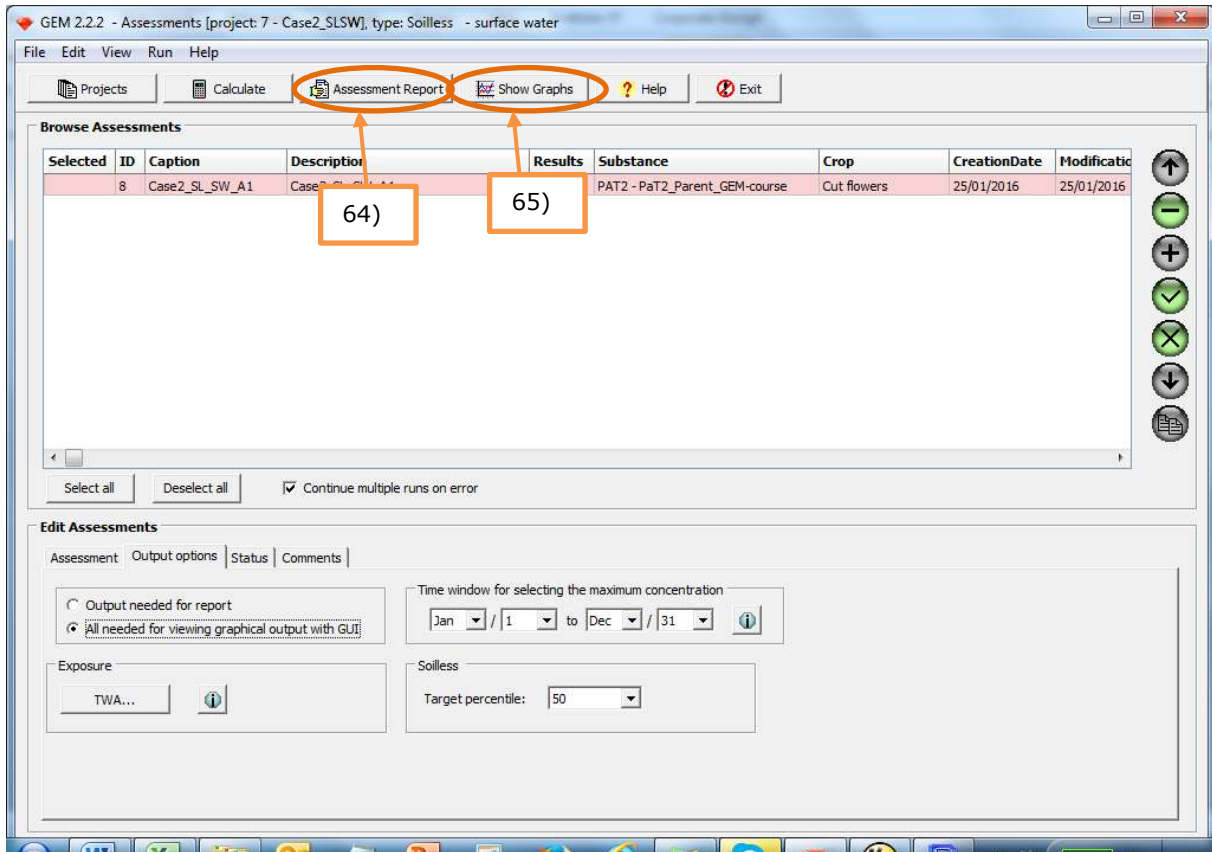 GEM 2.2.2 - Assessments [project: 7 - Case2_SLSW], type: Soilless - surface water
File Edit View Run Help
Projects Calculate Assessment Report Show Graphs Help Exit
Browse Assessments
Selected ID Caption Description Results Substance Crop CreationDate Modificatic
8 Case2_SL_SW_A1 PAT2 - PaT2_Parent_GEM-course Cut flowers 25/01/2016 25/01/2016
64)
65)
Select all Deselect all Continue multiple runs on error
Edit Assessments
Assessment Output options Status Comments
Output needed for report
All needed for viewing graphical output with GUI
Time window for selecting the maximum concentration
Jan / 1 to Dec / 31
Exposure
TWA...
Soilless
Target percentile: 50